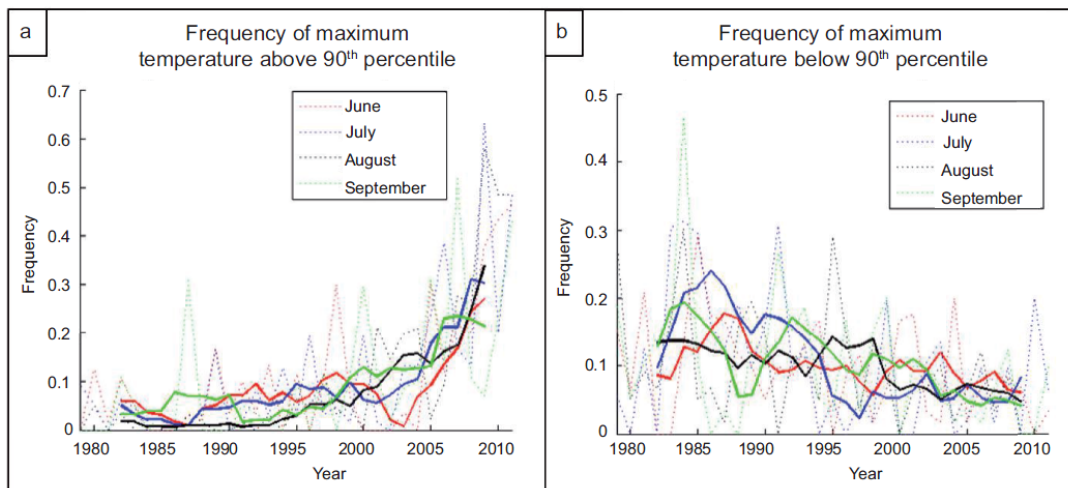 a
Frequency of maximum
temperature above 90th percentile
0.7
0.6
0.5
0.4
0.3
0.2
0.1
0
Frequency
June
July
August
September
1980
1985
1990
1995
2000
2005
2010
Year
b
Frequency of maximum
temperature below 90th percentile
0.5
0.4
0.3
0.2
0.1
0
Frequency
June
July
August
September
1980
1985
1990
1995
2000
2005
2010
Year